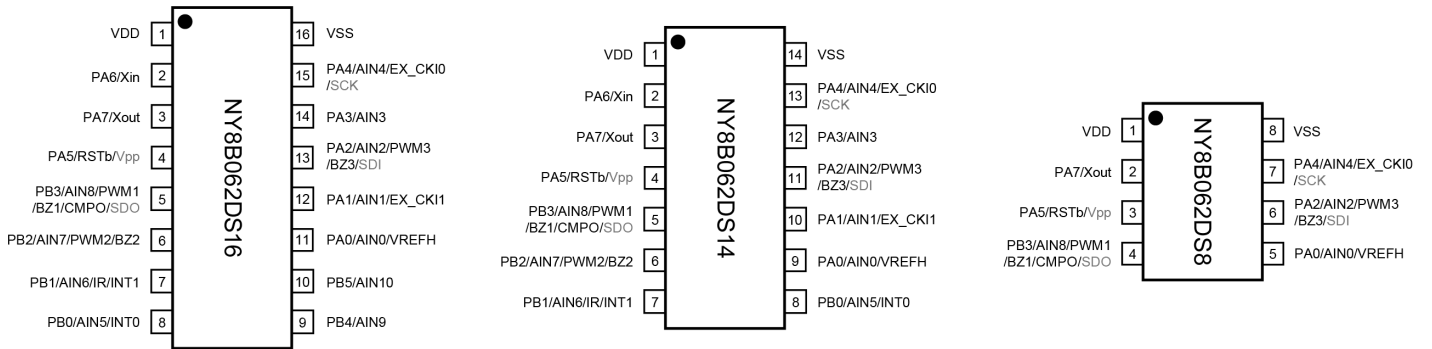 VDD 1
PA6/Xin 2
PA7/Xout 3
PA5/RSTb/Vpp 4
PB3/AIN8/PWM1
/BZ1/CMPO/SDO 5
PB2/AIN7/PWM2/BZ2 6
PB1/AIN6/IR/INT1 7
PB0/AIN5/INT0 8
NY8B062DS16
16 VSS
15 PA4/AIN4/EX_CKI0
/SCK
14 PA3/AIN3
13 PA2/AIN2/PWM3
/BZ3/SDI
12 PA1/AIN1/EX_CKI1
11 PA0/AIN0/VREFH
10 PB5/AIN10
9 PB4/AIN9
VDD 1
PA6/Xin 2
PA7/Xout 3
PA5/RSTb/Vpp 4
PB3/AIN8/PWM1
/BZ1/CMPO/SDO 5
PB2/AIN7/PWM2/BZ2 6
PB1/AIN6/IR/INT1 7
NY8B062DS14
14 VSS
13 PA4/AIN4/EX_CKI0
/SCK
12 PA3/AIN3
11 PA2/AIN2/PWM3
/BZ3/SDI
10 PA1/AIN1/EX_CKI1
9 PA0/AIN0/VREFH
8 PB0/AIN5/INT0
VDD 1
PA7/Xout 2
PA5/RSTb/Vpp 3
PB3/AIN8/PWM1
/BZ1/CMPO/SDO 4
NY8B062DS8
8 VSS
7 PA4/AIN4/EX_CKI0
/SCK
6 PA2/AIN2/PWM3
/BZ3/SDI
5 PA0/AIN0/VREFH